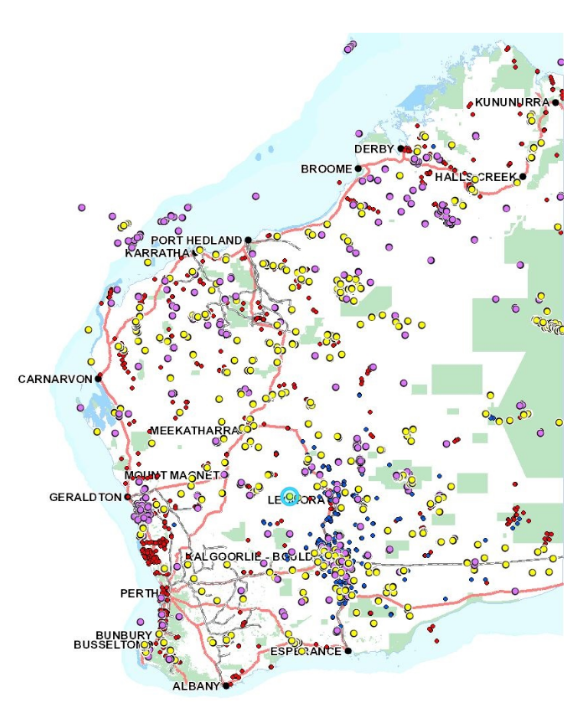 KUNUNURRA
DERBY
BROOME
HALLS CREEK
PORT HEDLAND
KARRATHA
CARNARVON
MEEKATHARRA
MOUNT MAGNET
GERALDTON
LEONORA
KALGOORLIE - BOULD
PERTH
BUNBURY
BUSSELTON
ESPERANCE
ALBANY